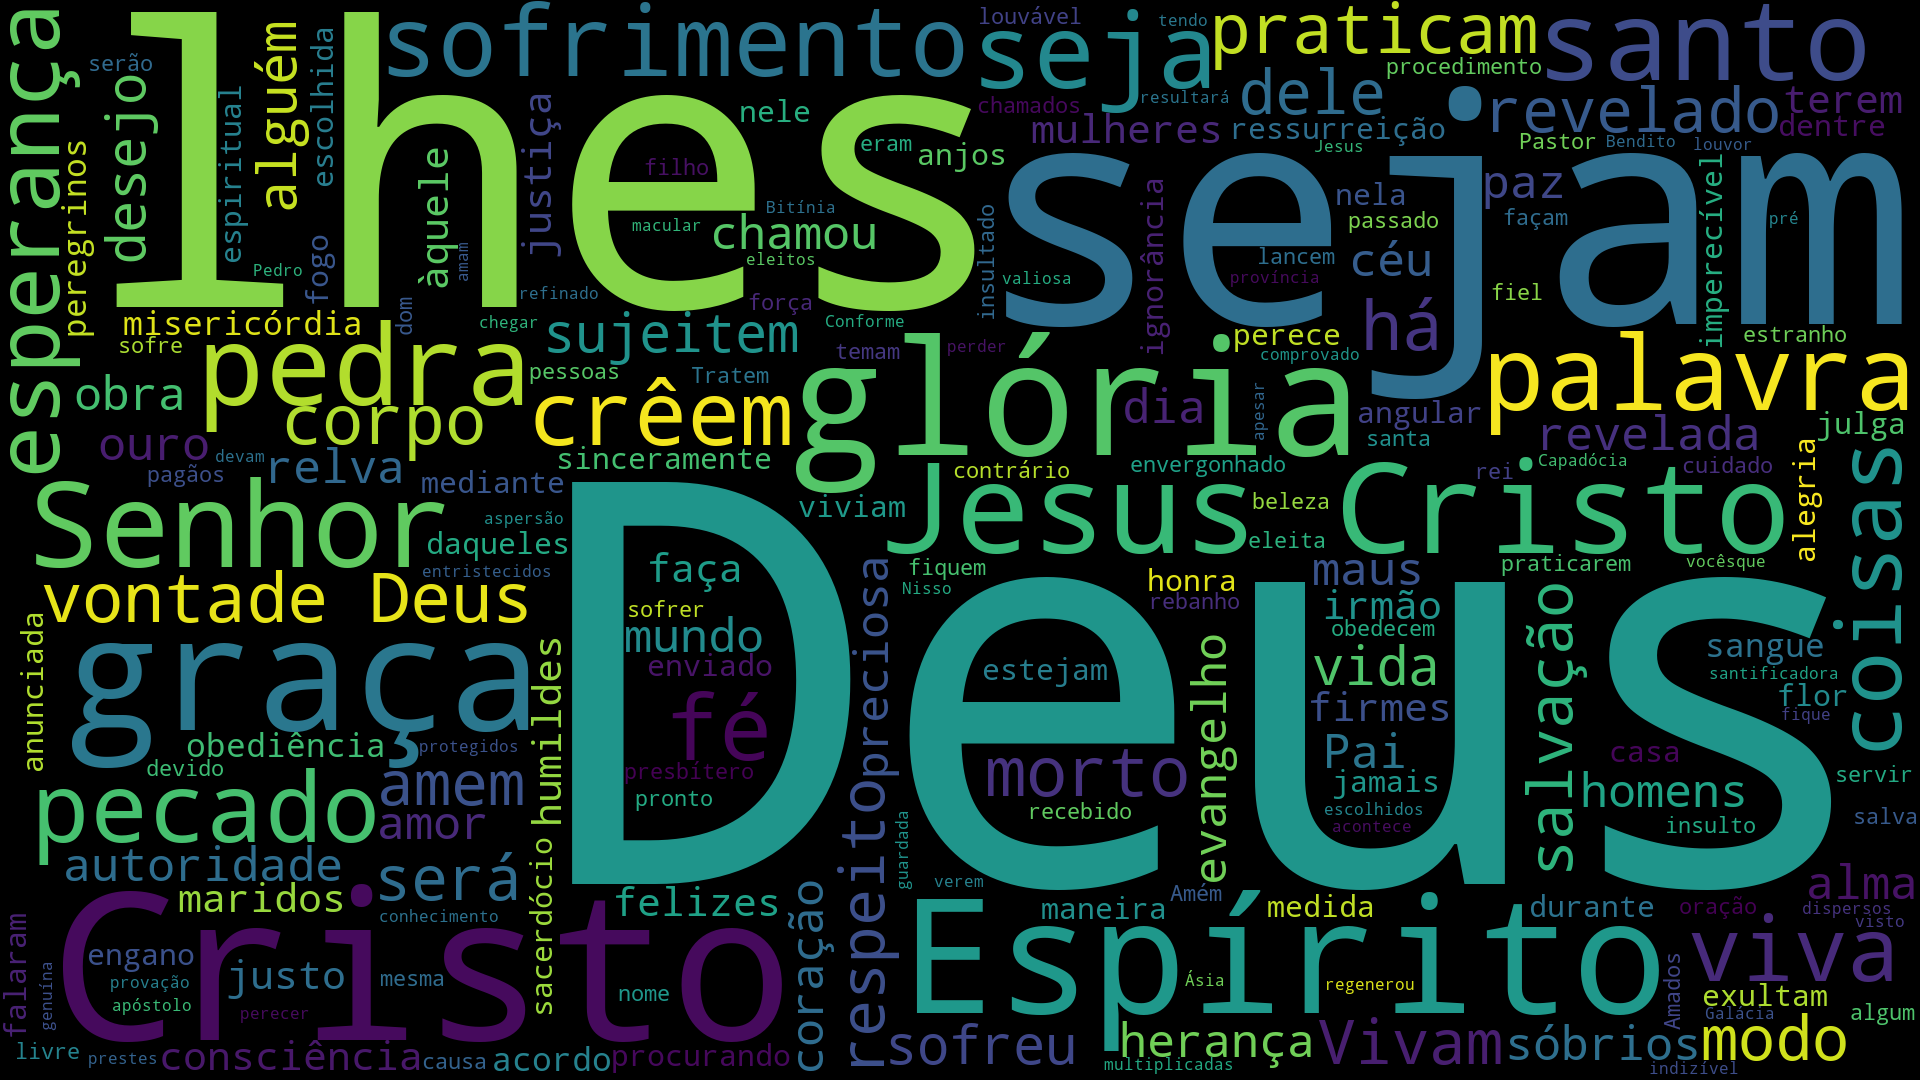 lhes
sejam
Deus
esperança
sofrimento
seja
praticam
santo
louvável
tendo
procedimento
serão
desejo
espiritual
alguém
escolhida
chamados
resultará
dele
revelado
terem
dentre
nele
mulheres
ressurreição
Jesus
Pastor
Bendito
louvor
eram
anjos
peregrinos
justiça
filho
àquele
amam
macular
Bitínia
chamou
eleitos
insultado
ignorância
nela
passado
paz
façam
imperecível
pré
Pedro
fogo
dom
refinado
força
valiosa
lancem
província
céu
fiel
misericórdia
sofre
chegar
Conforme
sujeitem
temam
perder
perece
comprovado
há
estranho
pedra
pessoas
Tratem
glória
palavra
obra
corpo
crêem
dia
apesar
angular
santa
julga
ouro
pagãos
devam
relva
sinceramente
contrário
envergonhado
revelada
Capadócia
rei
cuidado
alegria
coisas
mediante
Senhor
aspersão
daqueles
entristecidos
viviam
Jesus Cristo
beleza
eleita
vontade Deus
faça
fiquem
Nisso
honra
rebanho
maus
praticarem
vocêsque
sofrer
mundo
irmão
obedecem
anunciada
graça
humildes
enviado
fé
preciosa
estejam
evangelho
vida
firmes
salvação
sangue
santificadora
flor
fique
obediência
protegidos
devido
presbítero
pronto
morto
recebido
Pai
jamais
escolhidos
acontece
casa
homens
insulto
servir
salva
pecado
amem
amor
autoridade
será
maridos
conhecimento
sacerdócio
felizes
coração
respeito
guardada
verem
Amém
maneira
medida
durante
oração
alma
dispersos
visto
Cristo
Espírito
viva
falaram
genuína
engano
provação
apóstolo
justo
perecer
mesma
nome
Ásia
regenerou
Amados
exultam
Galácia
algum
livre
prestes
consciência
causa
acordo
procurando
sofreu
herança
multiplicadas
Vivam
sóbrios
modo
indizível